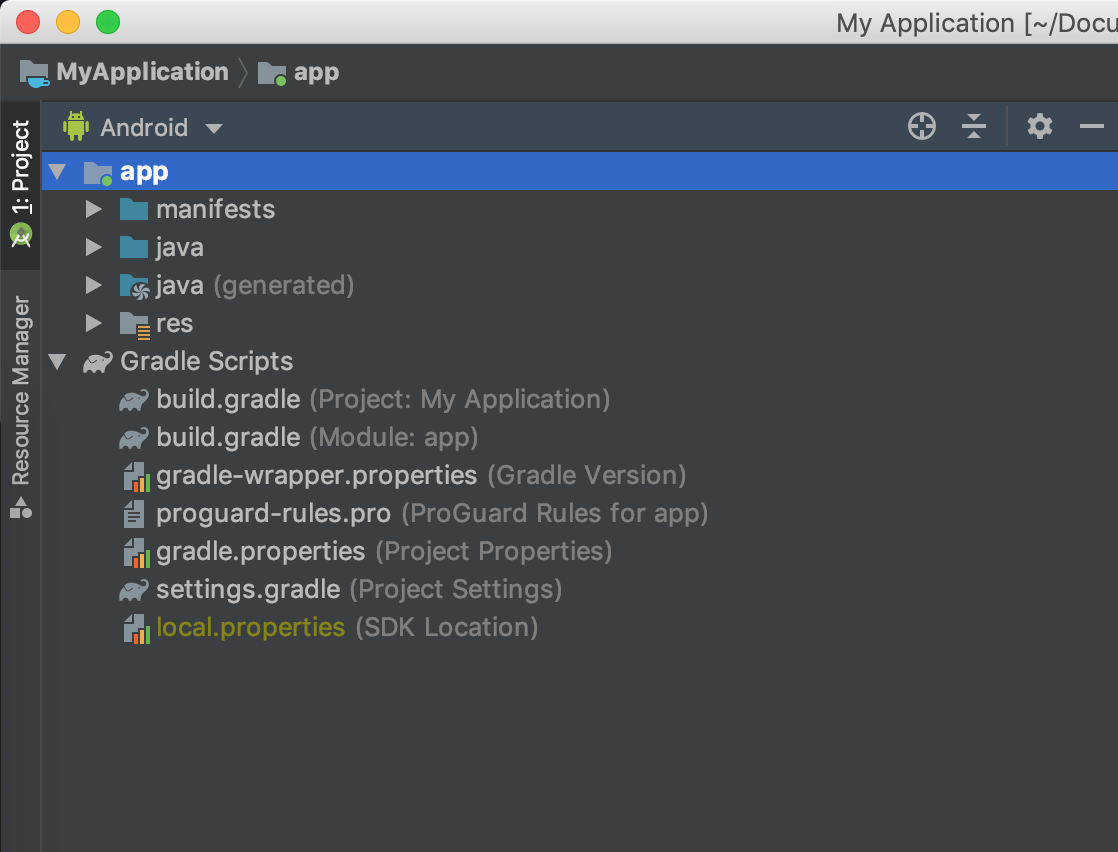 My Application [~/Docu
MyApplication app
Android
1: Project
Resource Manager
app
manifests
java
java (generated)
res
Gradle Scripts
build.gradle (Project: My Application)
build.gradle (Module: app)
gradle-wrapper.properties (Gradle Version)
proguard-rules.pro (ProGuard Rules for app)
gradle.properties (Project Properties)
settings.gradle (Project Settings)
local.properties (SDK Location)